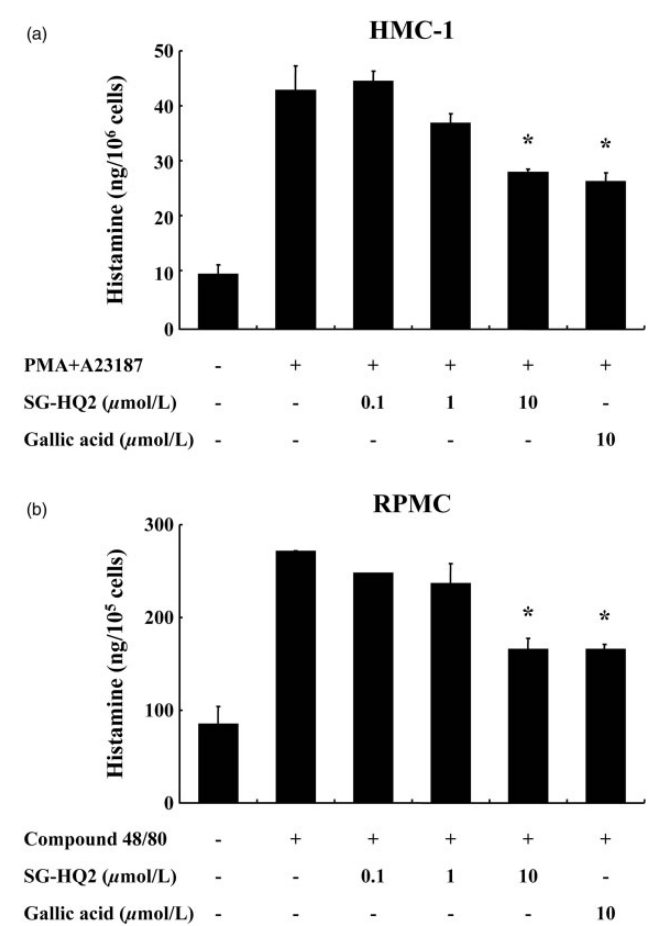 (a)
HMC-1
Histamine (ng/10⁶ cells)
50
40
30
20
10
0
* *
PMA+A23187 - + + + + +
SG-HQ2 (µmol/L) - - 0.1 1 10 -
Gallic acid (µmol/L) - - - - - 10
(b)
RPMC
Histamine (ng/10⁵ cells)
300
200
100
0
* *
Compound 48/80 - + + + + +
SG-HQ2 (µmol/L) - - 0.1 1 10 -
Gallic acid (µmol/L) - - - - - 10